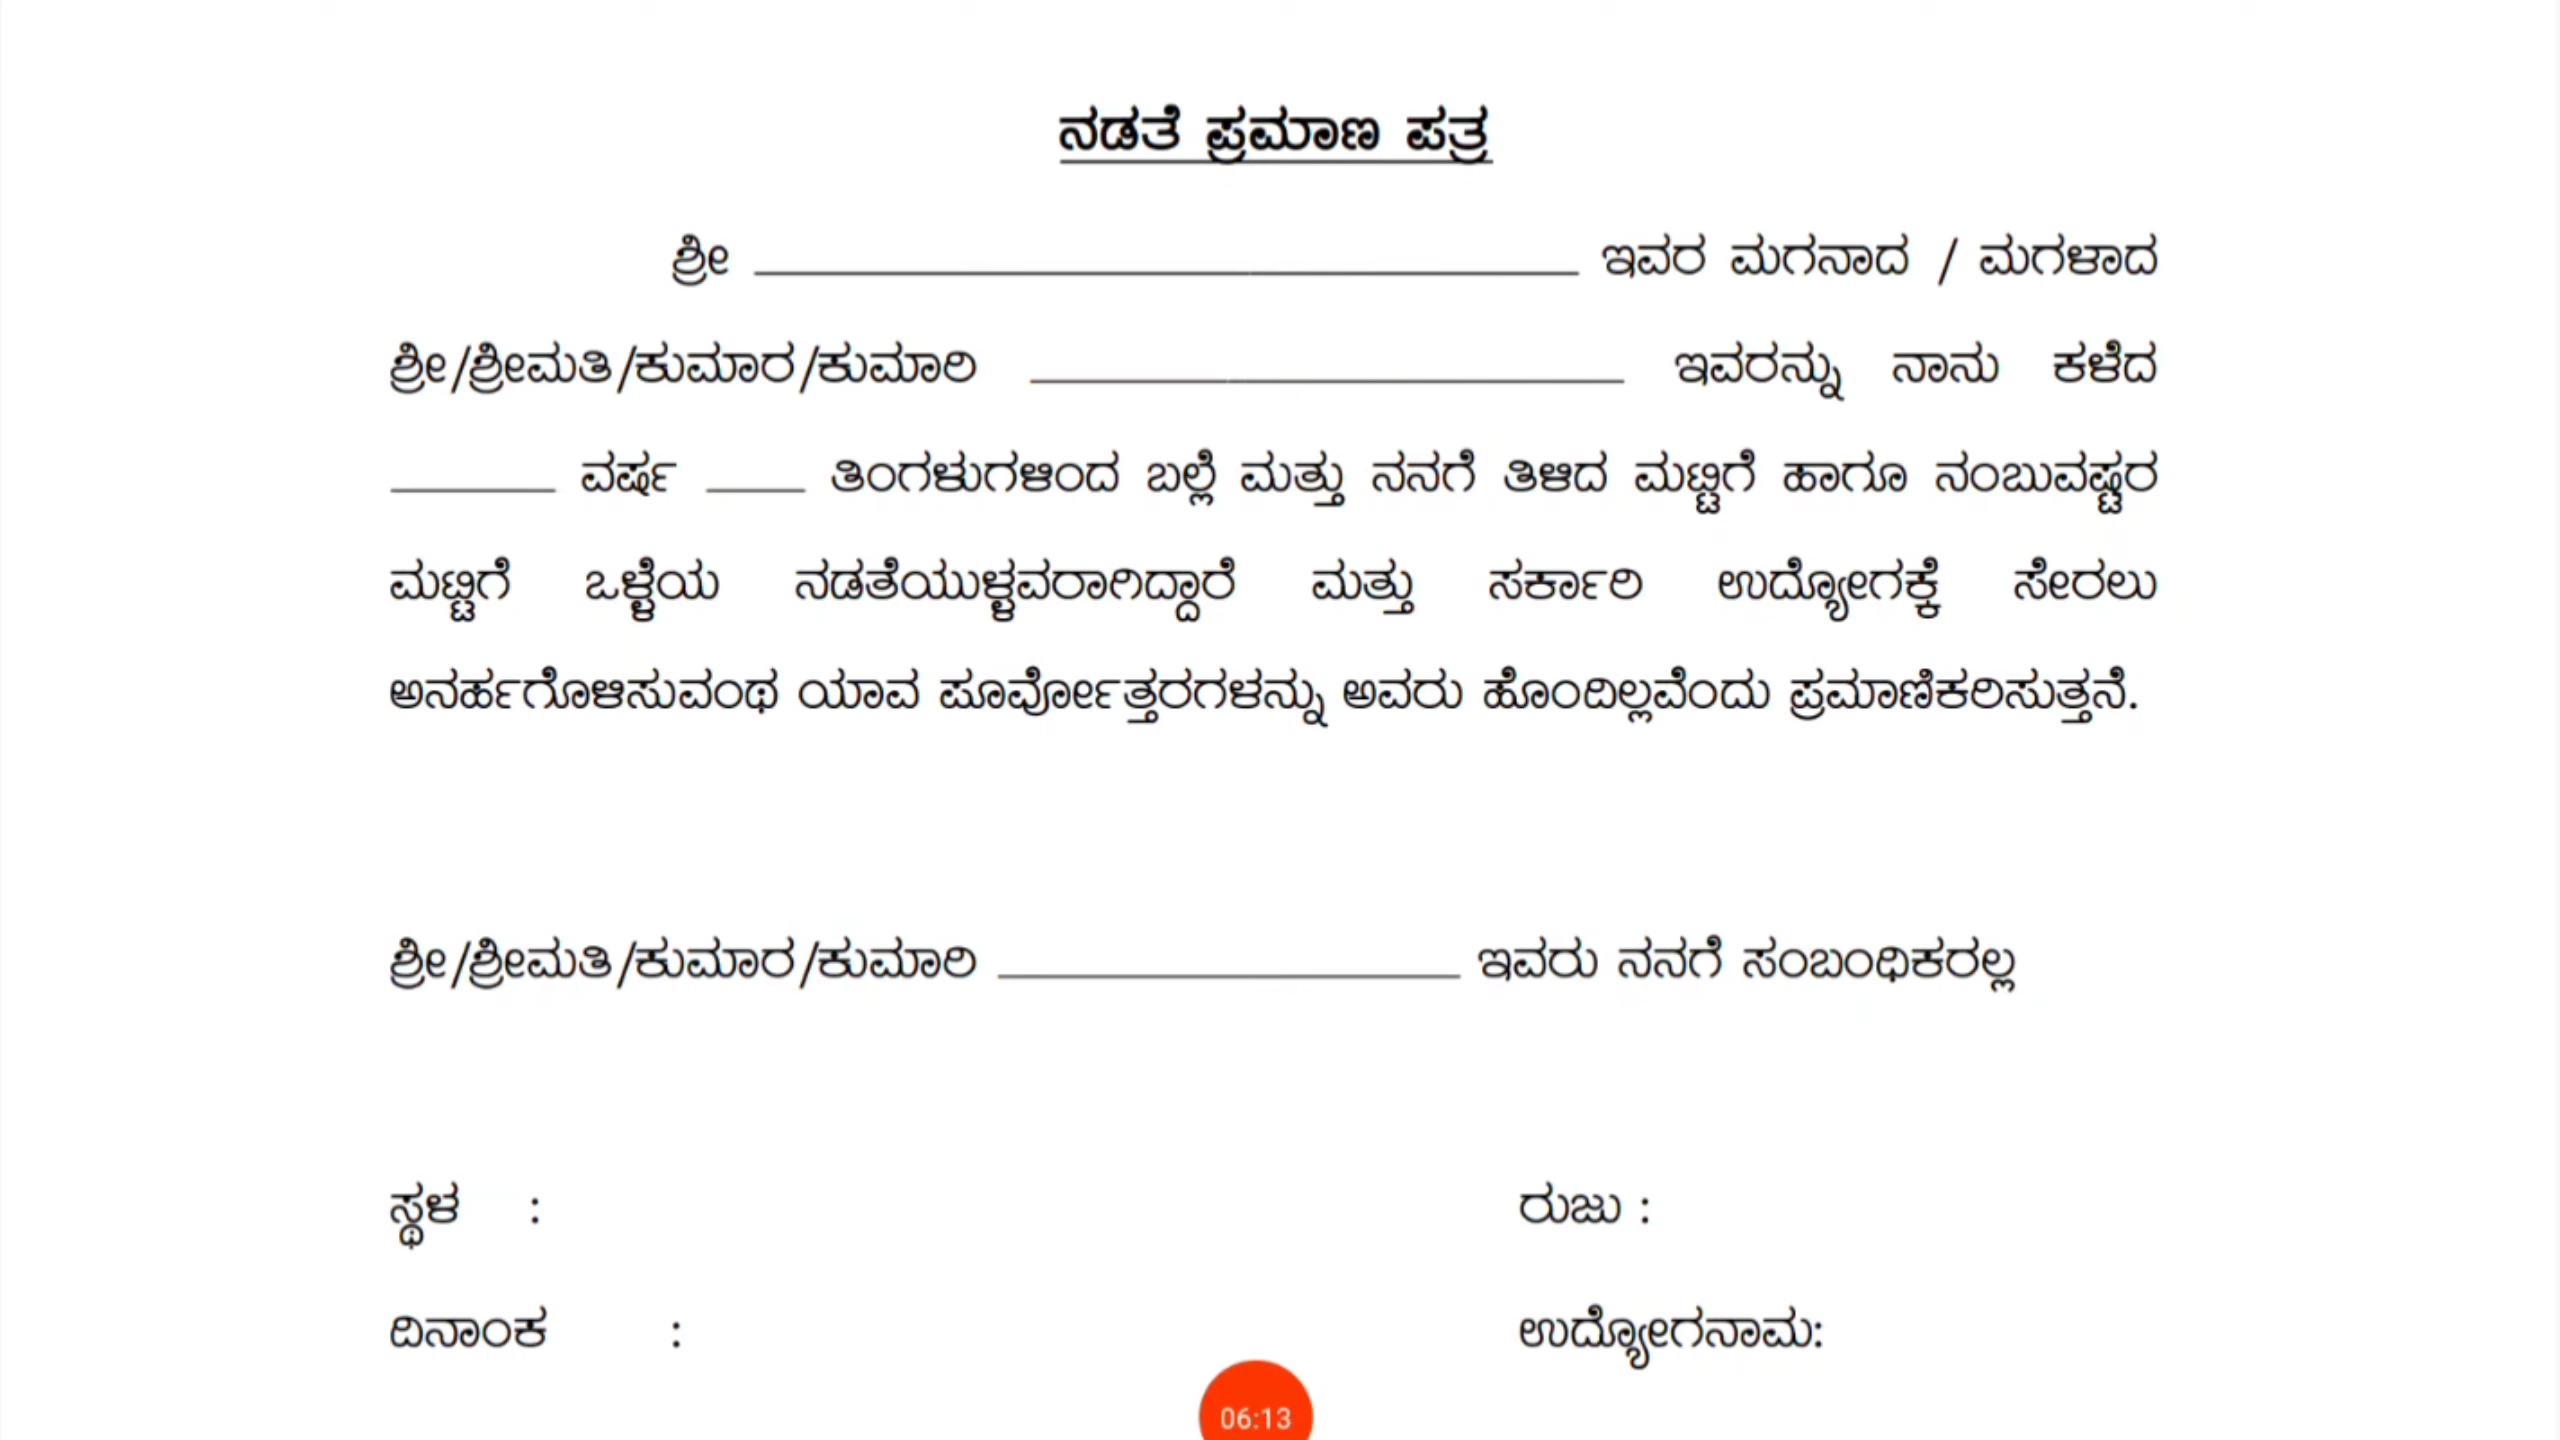 ನಡತೆ ಪ್ರಮಾಣ ಪತ್ರ
ಶ್ರೀ ______________________________ ಇವರ ಮಗನಾದ / ಮಗಳಾದ
ಶ್ರೀ/ಶ್ರೀಮತಿ/ಕುಮಾರ/ಕುಮಾರಿ ______________________ ಇವರನ್ನು ನಾನು ಕಳೆದ
______ ವರ್ಷ ____ ತಿಂಗಳುಗಳಿಂದ ಬಲ್ಲೆ ಮತ್ತು ನನಗೆ ತಿಳಿದ ಮಟ್ಟಿಗೆ ಹಾಗೂ ನಂಬುವಷ್ಟರ
ಮಟ್ಟಿಗೆ ಒಳ್ಳೆಯ ನಡತೆಯುಳ್ಳವರಾಗಿದ್ದಾರೆ ಮತ್ತು ಸರ್ಕಾರಿ ಉದ್ಯೋಗಕ್ಕೆ ಸೇರಲು
ಅನರ್ಹಗೊಳಿಸುವಂಥ ಯಾವ ಪೂರ್ವೋತ್ತರಗಳನ್ನು ಅವರು ಹೊಂದಿಲ್ಲವೆಂದು ಪ್ರಮಾಣಿಕರಿಸುತ್ತನೆ.
ಶ್ರೀ/ಶ್ರೀಮತಿ/ಕುಮಾರ/ಕುಮಾರಿ _________________ ಇವರು ನನಗೆ ಸಂಬಂಧಿಕರಲ್ಲ
ಸ್ಥಳ : ರುಜು :
ದಿನಾಂಕ : ಉದ್ಯೋಗನಾಮ:
06:13